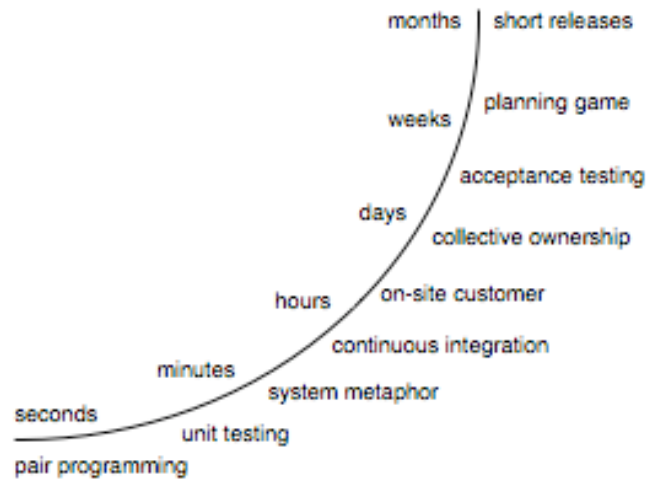 months short releases
planning game
weeks
acceptance testing
days
collective ownership
on-site customer
hours
continuous integration
minutes
system metaphor
seconds
unit testing
pair programming